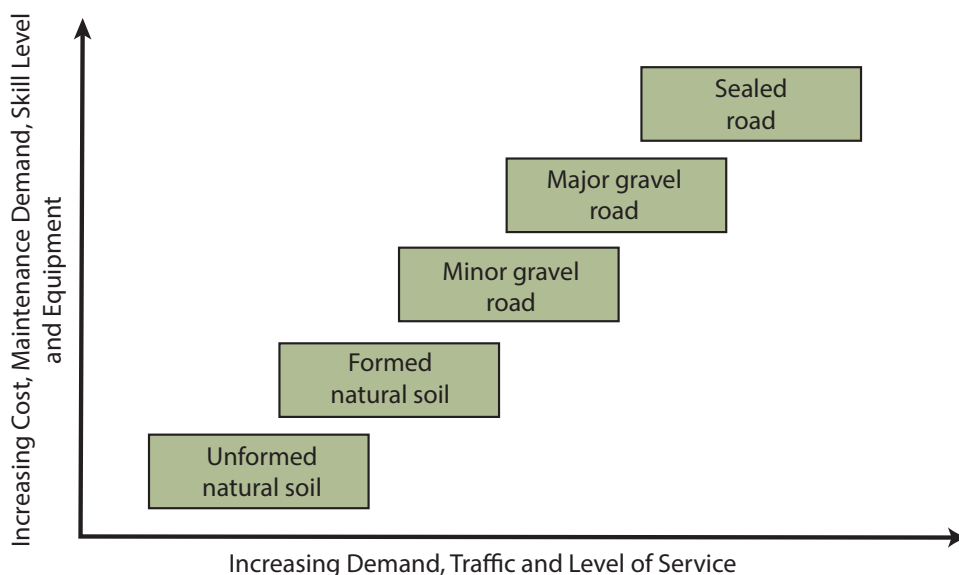 Increasing Cost, Maintenance Demand, Skill Level
and Equipment
Sealed
road
Major gravel
road
Minor gravel
road
Formed
natural soil
Unformed
natural soil
Increasing Demand, Traffic and Level of Service